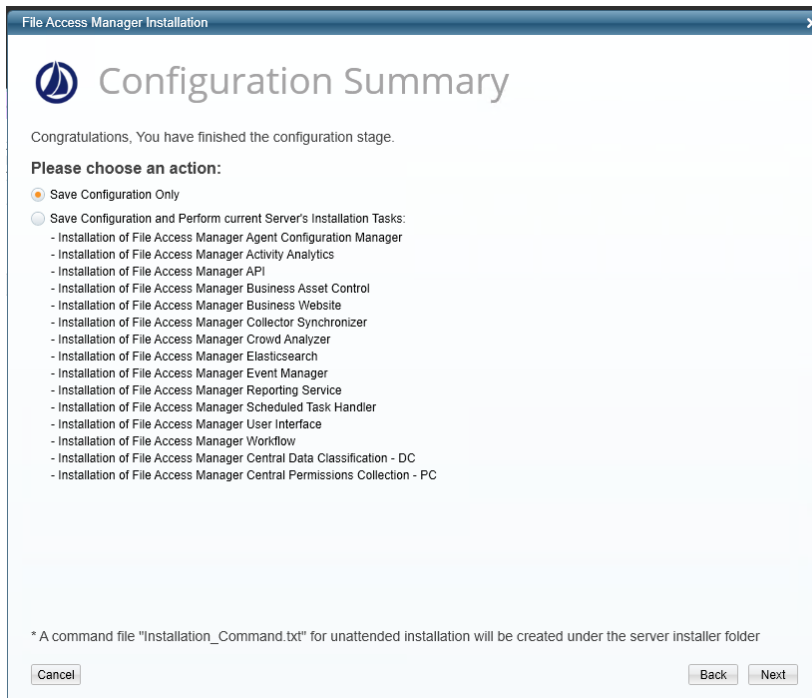 File Access Manager Installation
Configuration Summary
Congratulations, You have finished the configuration stage.
Please choose an action:
Save Configuration Only
Save Configuration and Perform current Server's Installation Tasks:
- Installation of File Access Manager Agent Configuration Manager
- Installation of File Access Manager Activity Analytics
- Installation of File Access Manager API
- Installation of File Access Manager Business Asset Control
- Installation of File Access Manager Business Website
- Installation of File Access Manager Collector Synchronizer
- Installation of File Access Manager Crowd Analyzer
- Installation of File Access Manager Elasticsearch
- Installation of File Access Manager Event Manager
- Installation of File Access Manager Reporting Service
- Installation of File Access Manager Scheduled Task Handler
- Installation of File Access Manager User Interface
- Installation of File Access Manager Workflow
- Installation of File Access Manager Central Data Classification - DC
- Installation of File Access Manager Central Permissions Collection - PC
* A command file "Installation_Command.txt" for unattended installation will be created under the server installer folder
Cancel Back Next